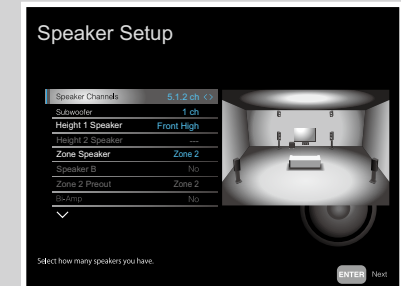 Speaker Setup
Speaker Channels 5.1.2 ch < >
Subwoofer 1 ch
Height 1 Speaker Front High
Height 2 Speaker ---
Zone Speaker Zone 2
Speaker B No
Zone 2 Preout Zone 2
Bi-Amp No
Select how many speakers you have.
ENTER Next